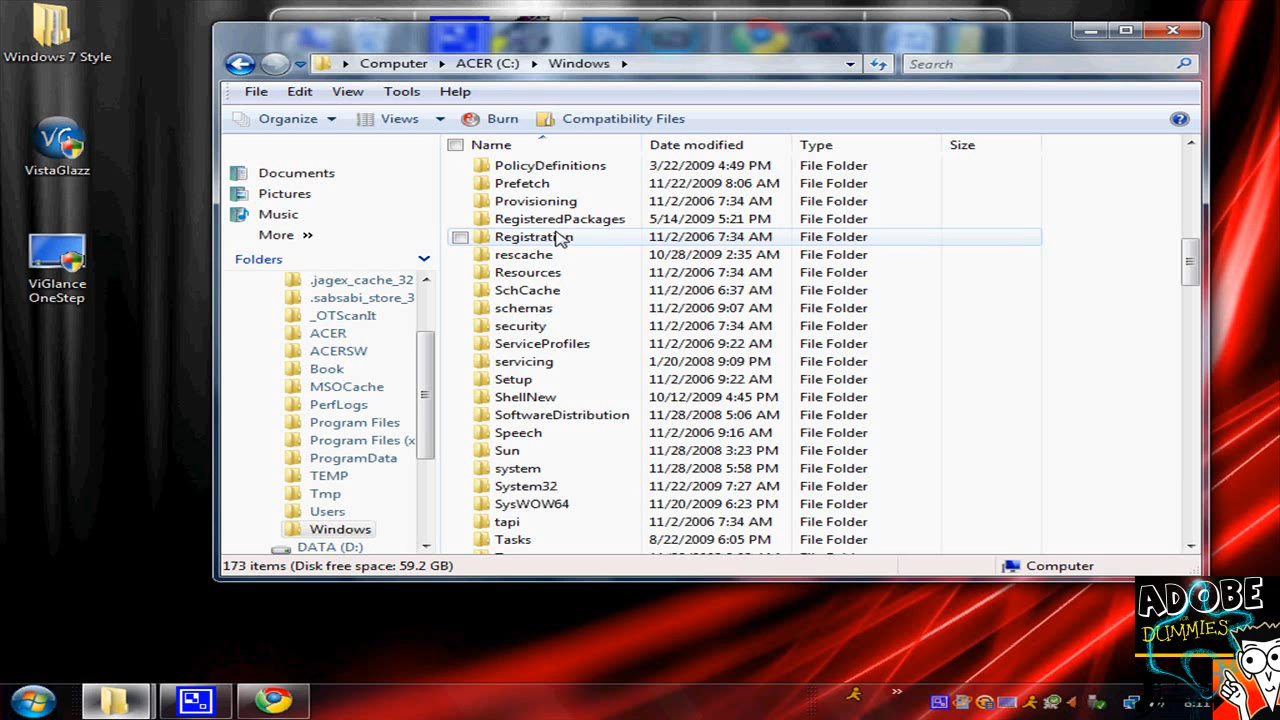 Windows 7 Style
VistaGlazz
ViGlance
OneStep
Computer ACER (C:) Windows
Search
File Edit View Tools Help
Organize Views Burn Compatibility Files
Documents
Pictures
Music
More »
Folders
.jagex_cache_32
.sabsabi_store_3
_OTScanIt
ACER
ACERSW
Book
MSOCache
PerfLogs
Program Files
Program Files (x
ProgramData
TEMP
Tmp
Users
Windows
DATA (D:)
Name Date modified Type Size
PolicyDefinitions 3/22/2009 4:49 PM File Folder
Prefetch 11/22/2009 8:06 AM File Folder
Provisioning 11/2/2006 7:34 AM File Folder
RegisteredPackages 5/14/2009 5:21 PM File Folder
Registration 11/2/2006 7:34 AM File Folder
rescache 10/28/2009 2:35 AM File Folder
Resources 11/2/2006 7:34 AM File Folder
SchCache 11/2/2006 6:37 AM File Folder
schemas 11/2/2006 9:07 AM File Folder
security 11/2/2006 7:34 AM File Folder
ServiceProfiles 11/2/2006 9:22 AM File Folder
servicing 1/20/2008 9:09 PM File Folder
Setup 11/2/2006 9:22 AM File Folder
ShellNew 10/12/2009 4:45 PM File Folder
SoftwareDistribution 11/28/2008 5:06 AM File Folder
Speech 11/2/2006 9:16 AM File Folder
Sun 11/28/2008 3:23 PM File Folder
system 11/28/2008 5:58 PM File Folder
System32 11/22/2009 7:27 AM File Folder
SysWOW64 11/20/2009 6:23 PM File Folder
tapi 11/2/2006 7:34 AM File Folder
Tasks 8/22/2009 6:05 PM File Folder
173 items (Disk free space: 59.2 GB)
Computer
ADOBE
FOR
DUMMIES